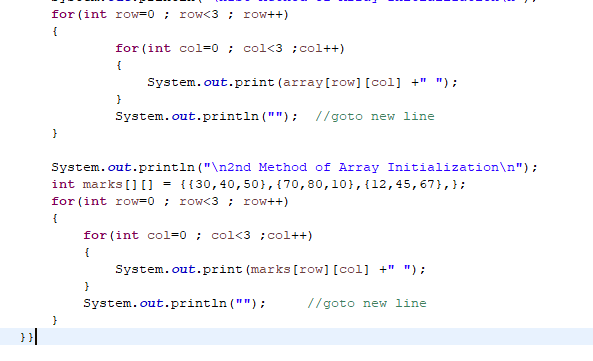 for(int row=0 ; row<3 ; row++)
{
for(int col=0 ; col<3 ;col++)
{
System.out.print(array[row][col] +" ");
}
System.out.println(""); //goto new line
}
System.out.println("\n2nd Method of Array Initialization\n");
int marks[][] = {{30,40,50},{70,80,10},{12,45,67},};
for(int row=0 ; row<3 ; row++)
{
for(int col=0 ; col<3 ;col++)
{
System.out.print(marks[row][col] +" ");
}
System.out.println(""); //goto new line
}
}}